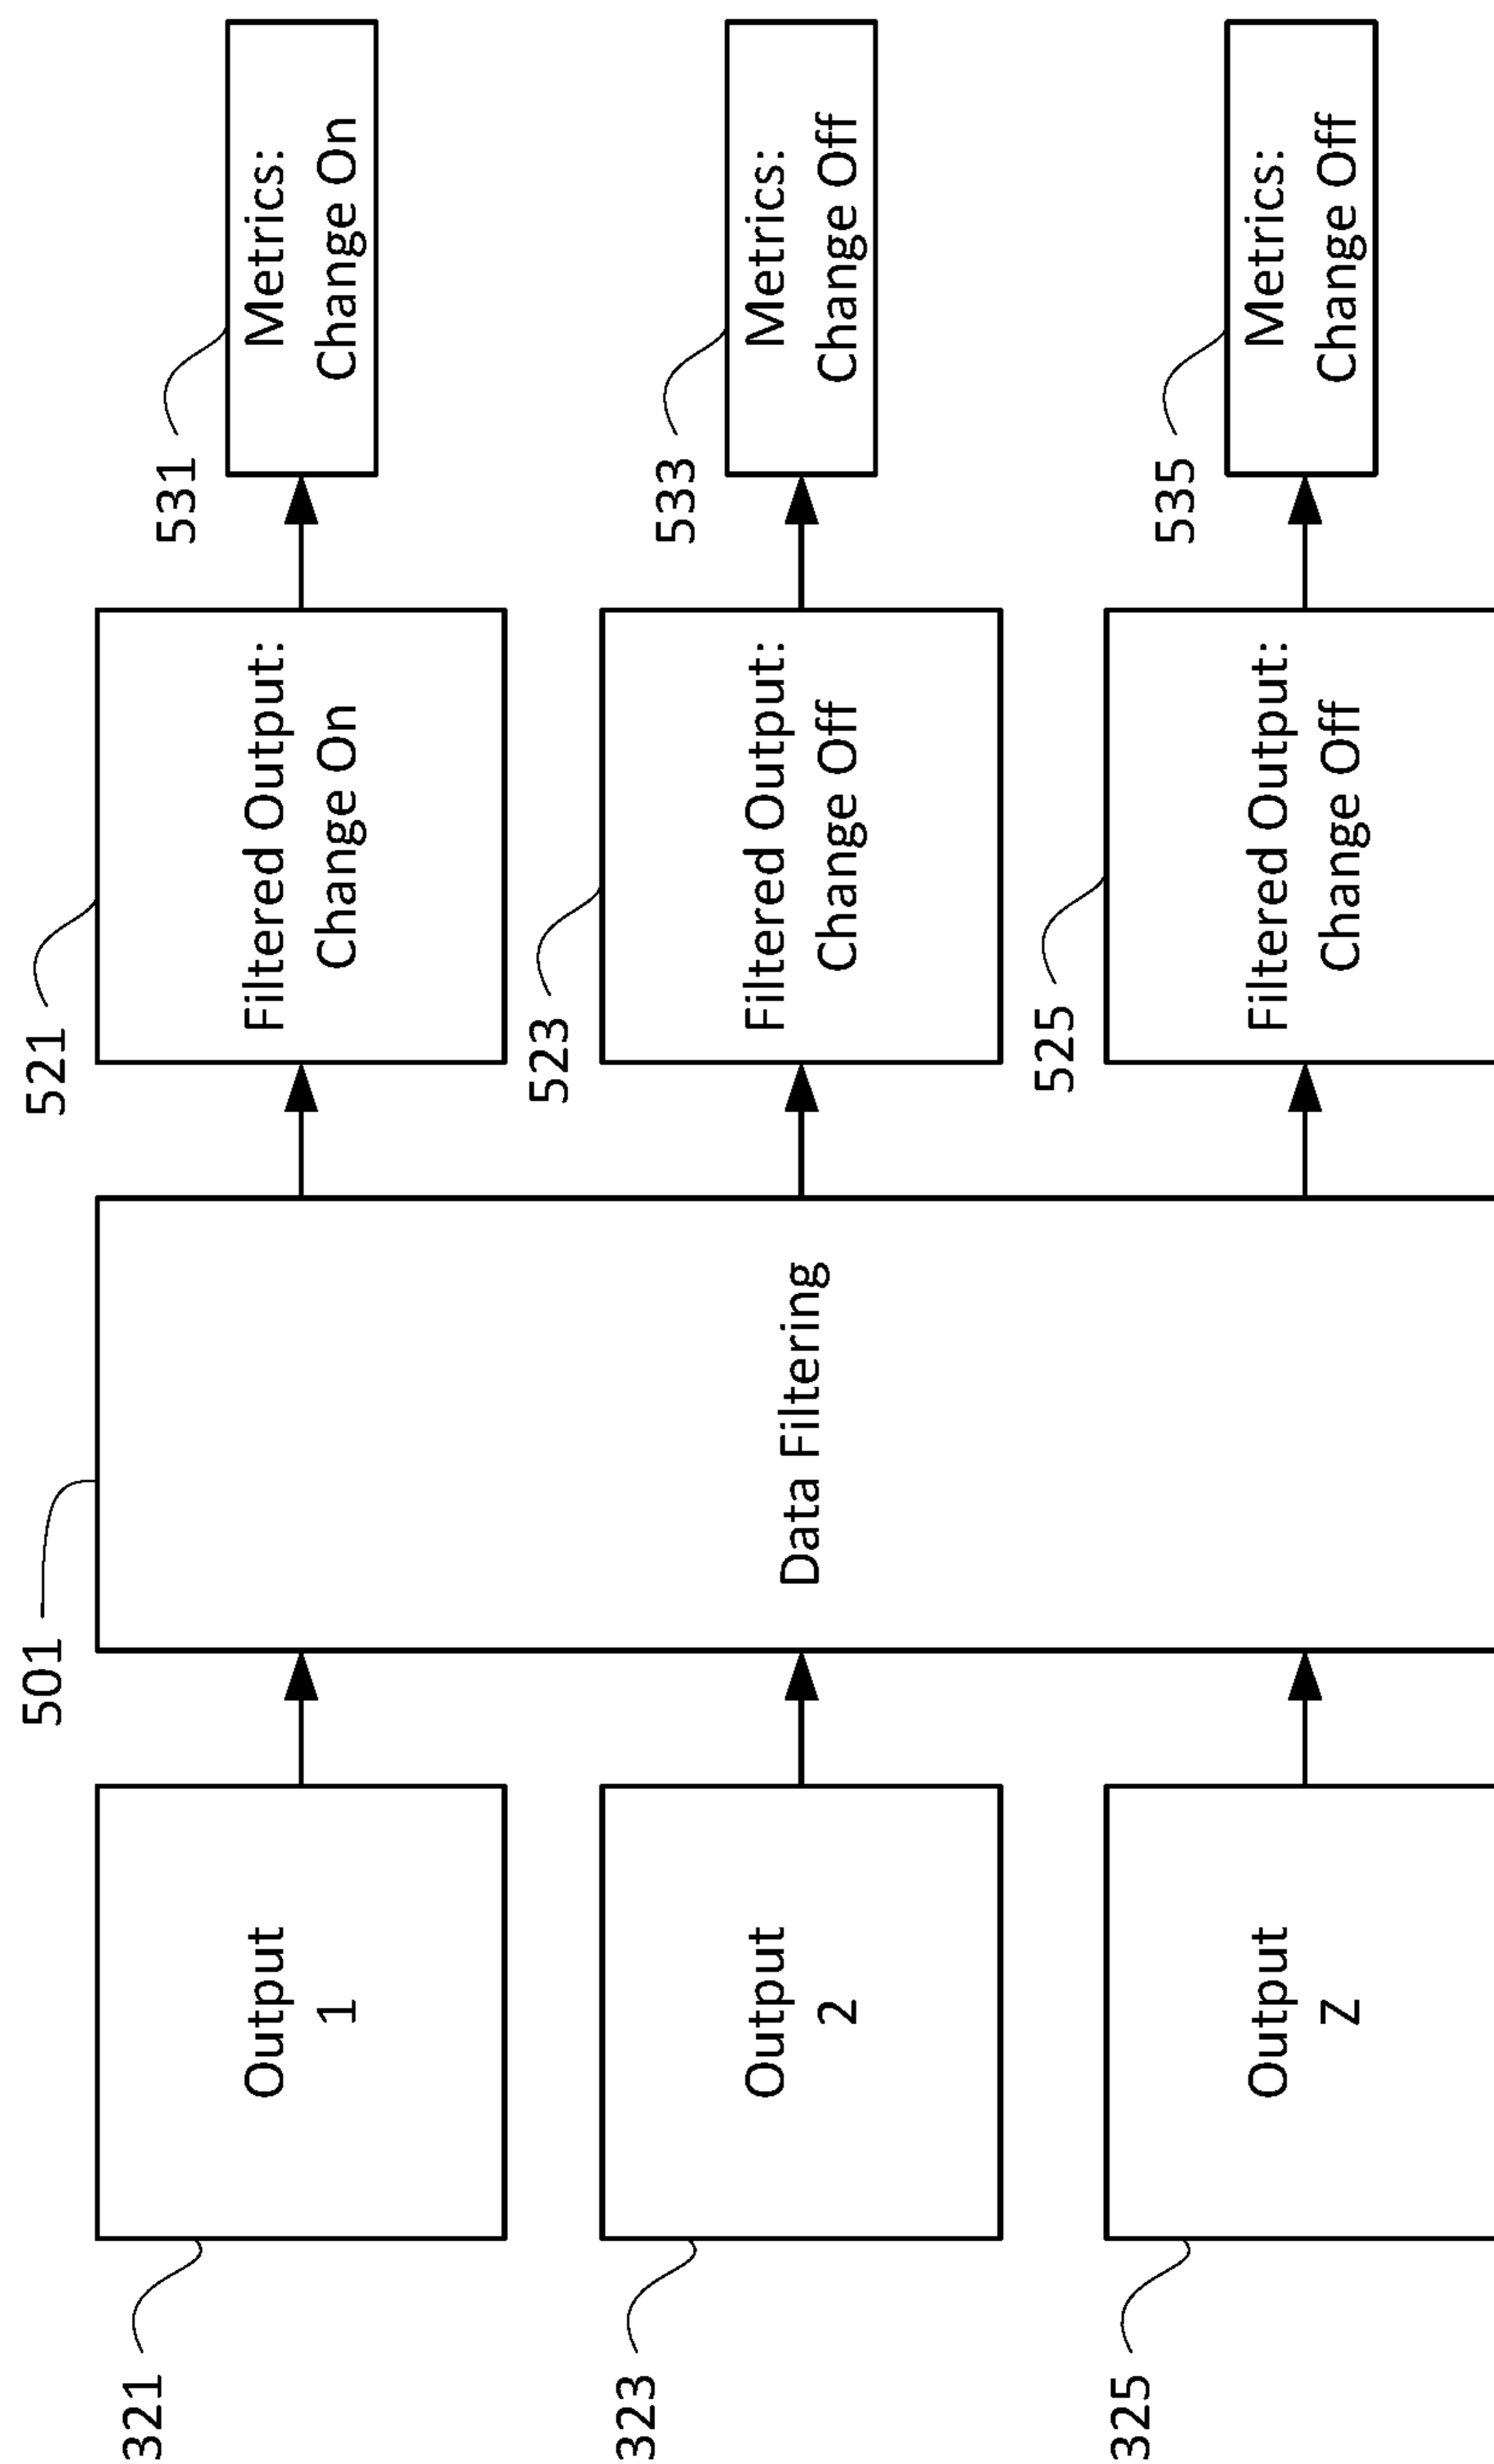 501
521
531
321
Output
1
Filtered Output:
Change On
Metrics:
Change On
523
533
323
Output
2
Data Filtering
Filtered Output:
Change Off
Metrics:
Change Off
525
535
325
Output
Z
Filtered Output:
Change Off
Metrics:
Change Off